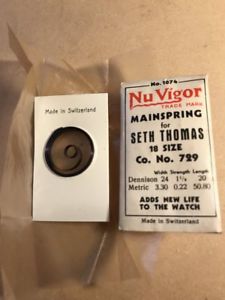 Made in Switzerland
No. 1074
Nu Vigor
TRADE MARK
MAINSPRING
for
SETH THOMAS
18 SIZE
Co. No. 729
Width Strength Length
Dennison 24 1½ 20
Metric 3.30 0.22 50.80
ADDS NEW LIFE
TO THE WATCH
Made in Switzerland